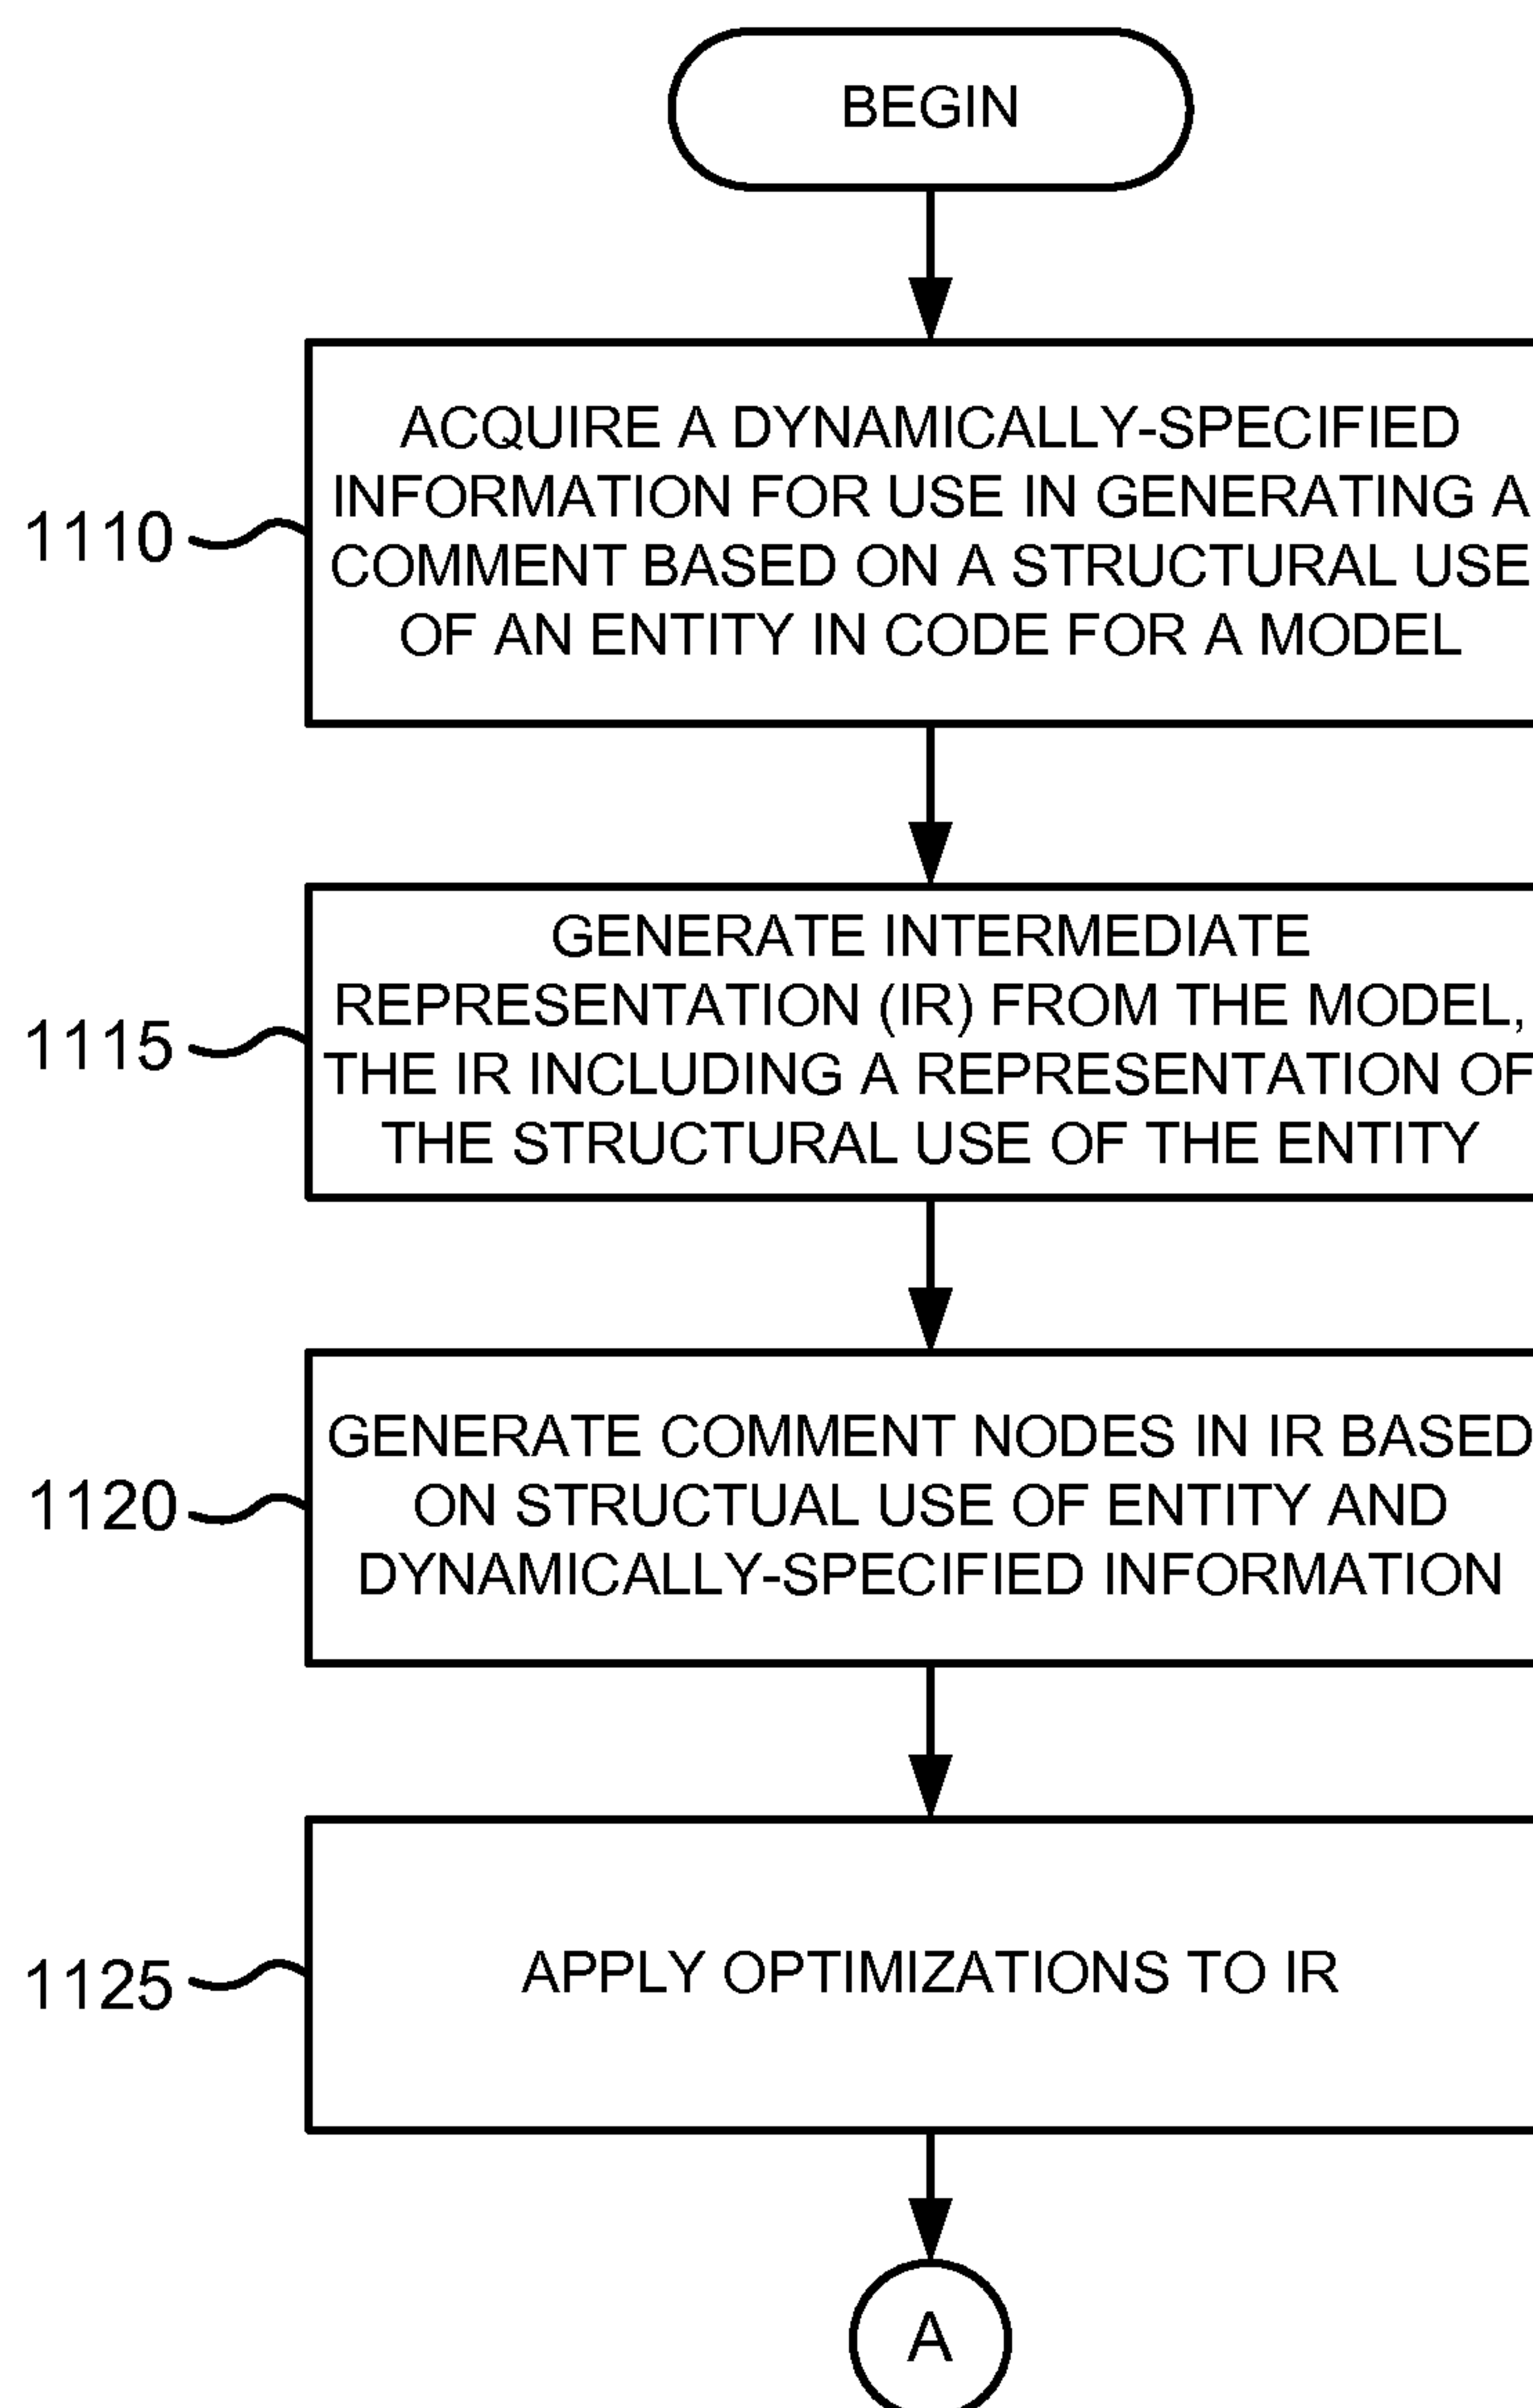 BEGIN
ACQUIRE A DYNAMICALLY-SPECIFIED
INFORMATION FOR USE IN GENERATING A
COMMENT BASED ON A STRUCTURAL USE
OF AN ENTITY IN CODE FOR A MODEL
1110
GENERATE INTERMEDIATE
REPRESENTATION (IR) FROM THE MODEL,
THE IR INCLUDING A REPRESENTATION OF
THE STRUCTURAL USE OF THE ENTITY
1115
GENERATE COMMENT NODES IN IR BASED
ON STRUCTUAL USE OF ENTITY AND
DYNAMICALLY-SPECIFIED INFORMATION
1120
APPLY OPTIMIZATIONS TO IR
1125
A